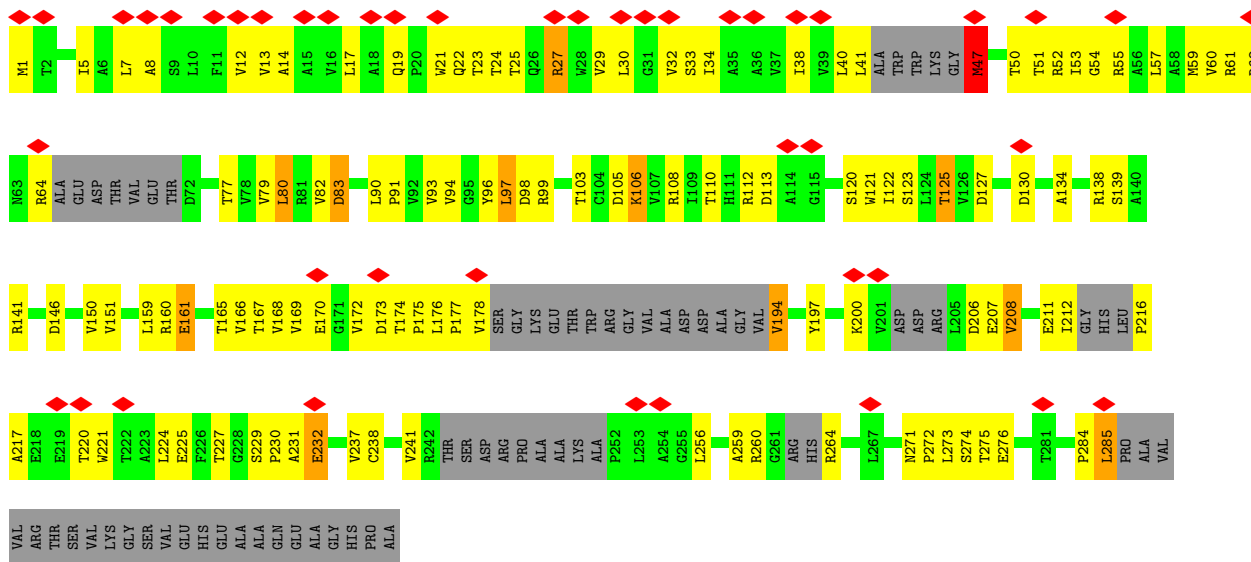 M1 T2 I5 A6 L7 A8 S9 L10 F11 V12 V13 A14 A15 V16 L17 A18 Q19 P20 W21 Q22 T23 T24 T25 Q26 R27 W28 V29 L30 G31 V32 S33 I34 A35 A36 V37 I38 V39 L40 L41 ALA TRP TRP LYS GLY M47 T50 T51 R52 I53 G54 R55 A56 L57 A58 M59 V60 R61
N63 R64 ALA GLU ASP THR VAL GLU THR D72 T77 V78 V79 L80 R81 V82 D83 L90 P91 V92 V93 V94 G95 Y96 L97 D98 R99 T103 C104 D105 K106 V107 R108 I109 T110 H111 R112 D113 A114 G115 S120 W121 I122 S123 L124 T125 V126 D127 D130 A134 R138 S139 A140
R141 D146 V150 V151 L159 R160 E161 T165 V166 T167 V168 V169 E170 G171 V172 D173 T174 P175 L176 P177 V178 SER GLY LYS GLU THR TRP ARG GLY VAL ALA ASP ASP ALA GLY VAL V194 Y197 K200 V201 ASP ASP ARG L205 D206 E207 V208 E211 I212 GLY HIS LEU P216
A217 E218 E219 T220 W221 T222 A223 L224 E225 F226 T227 G228 S229 P230 A231 E232 V237 C238 V241 R242 THR SER ASP ARG PRO ALA ALA LYS ALA P252 L253 A254 G255 L256 A259 R260 G261 ARG HIS R264 L267 N271 P272 L273 S274 T275 E276 T281 P284 L285 PRO ALA VAL
VAL ARG THR SER VAL LYS GLY SER VAL GLU HIS GLU ALA ALA GLN GLU ALA GLY HIS PRO ALA